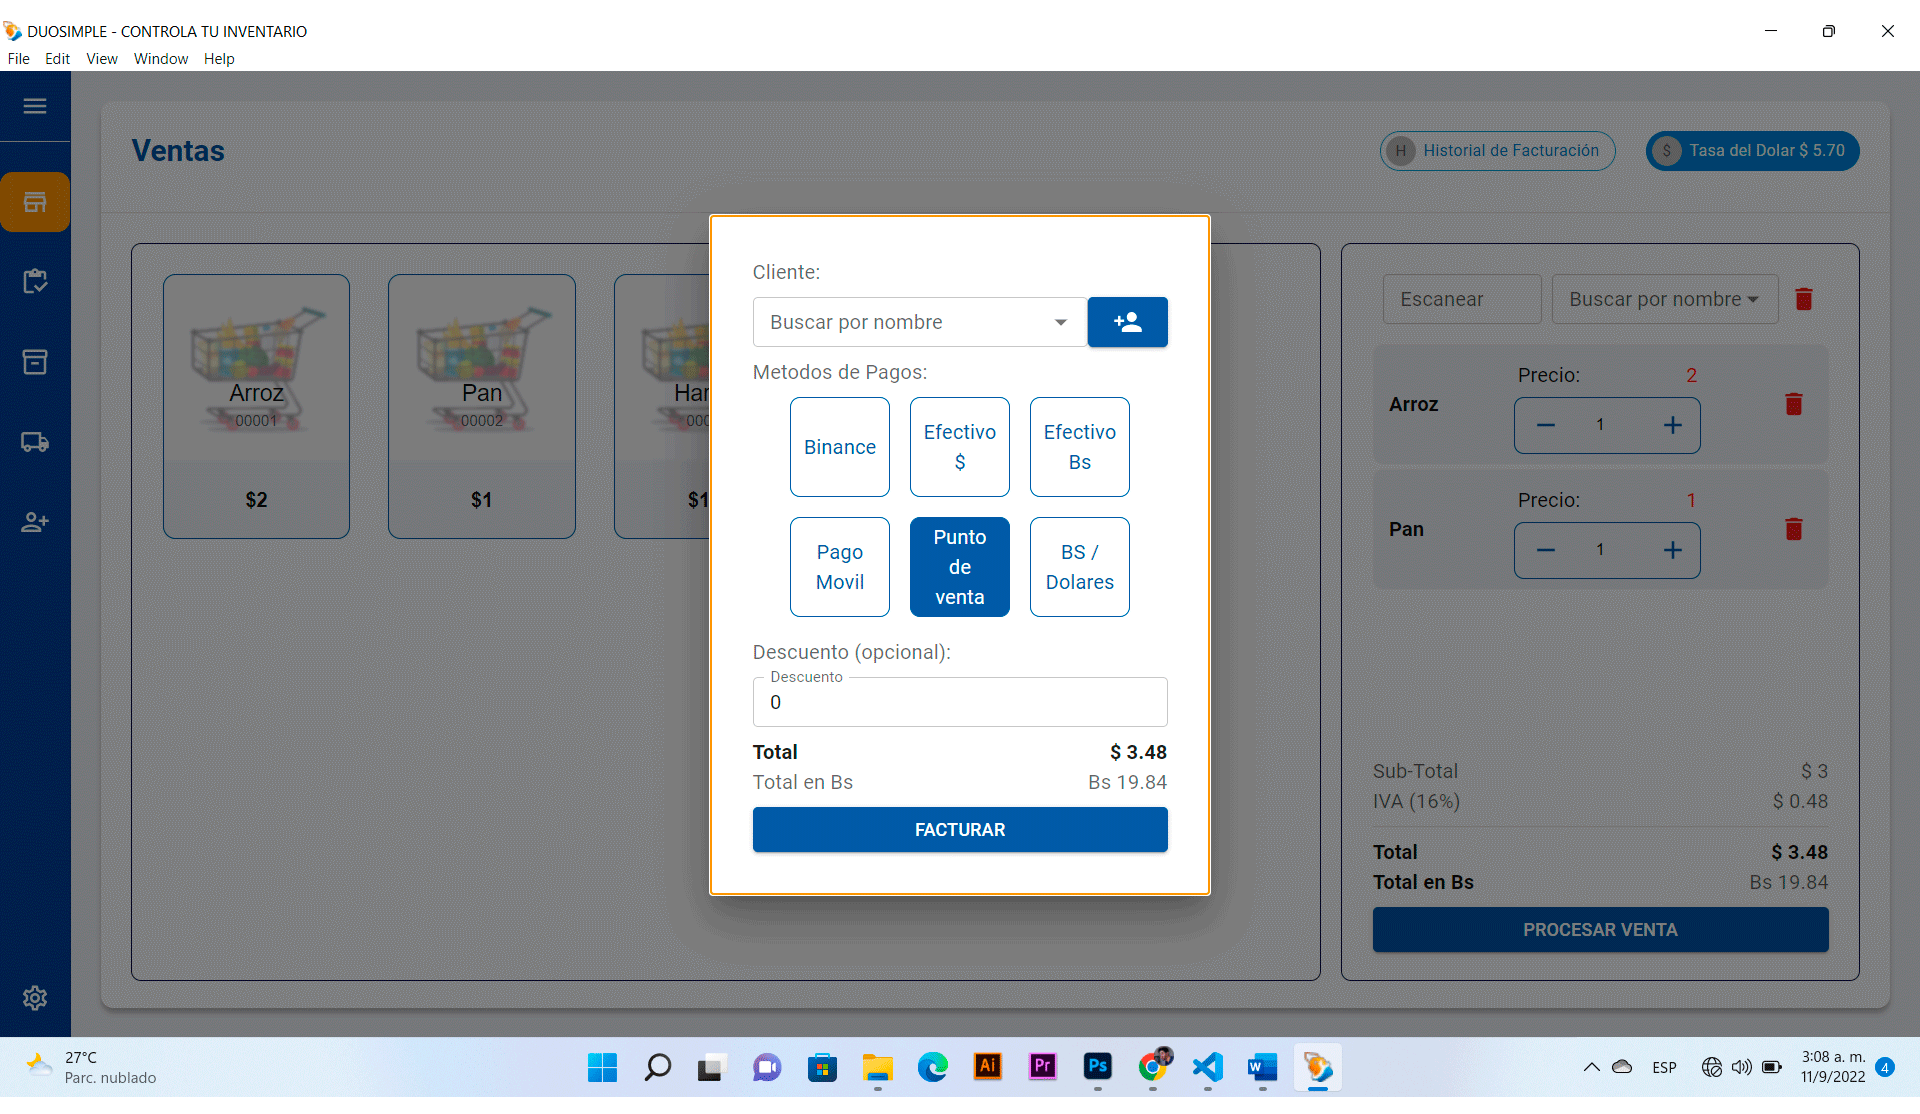 DUOSIMPLE - CONTROLA TU INVENTARIO
File Edit View Window Help
Ventas
H Historial de Facturación
$ Tasa del Dolar $ 5.70
Arroz
00001
$2
Pan
00002
$1
Har
000
$1
Cliente:
Buscar por nombre
Metodos de Pagos:
Binance
Efectivo
$
Efectivo
Bs
Pago
Movil
Punto
de
venta
BS /
Dolares
Descuento (opcional):
Descuento
0
Total $ 3.48
Total en Bs Bs 19.84
FACTURAR
Escanear
Buscar por nombre
Arroz
Precio: 2
1
Pan
Precio: 1
1
Sub-Total $ 3
IVA (16%) $ 0.48
Total $ 3.48
Total en Bs Bs 19.84
PROCESAR VENTA
27°C
Parc. nublado
Ai
Pr
Ps
W
ESP
3:08 a. m.
11/9/2022
4